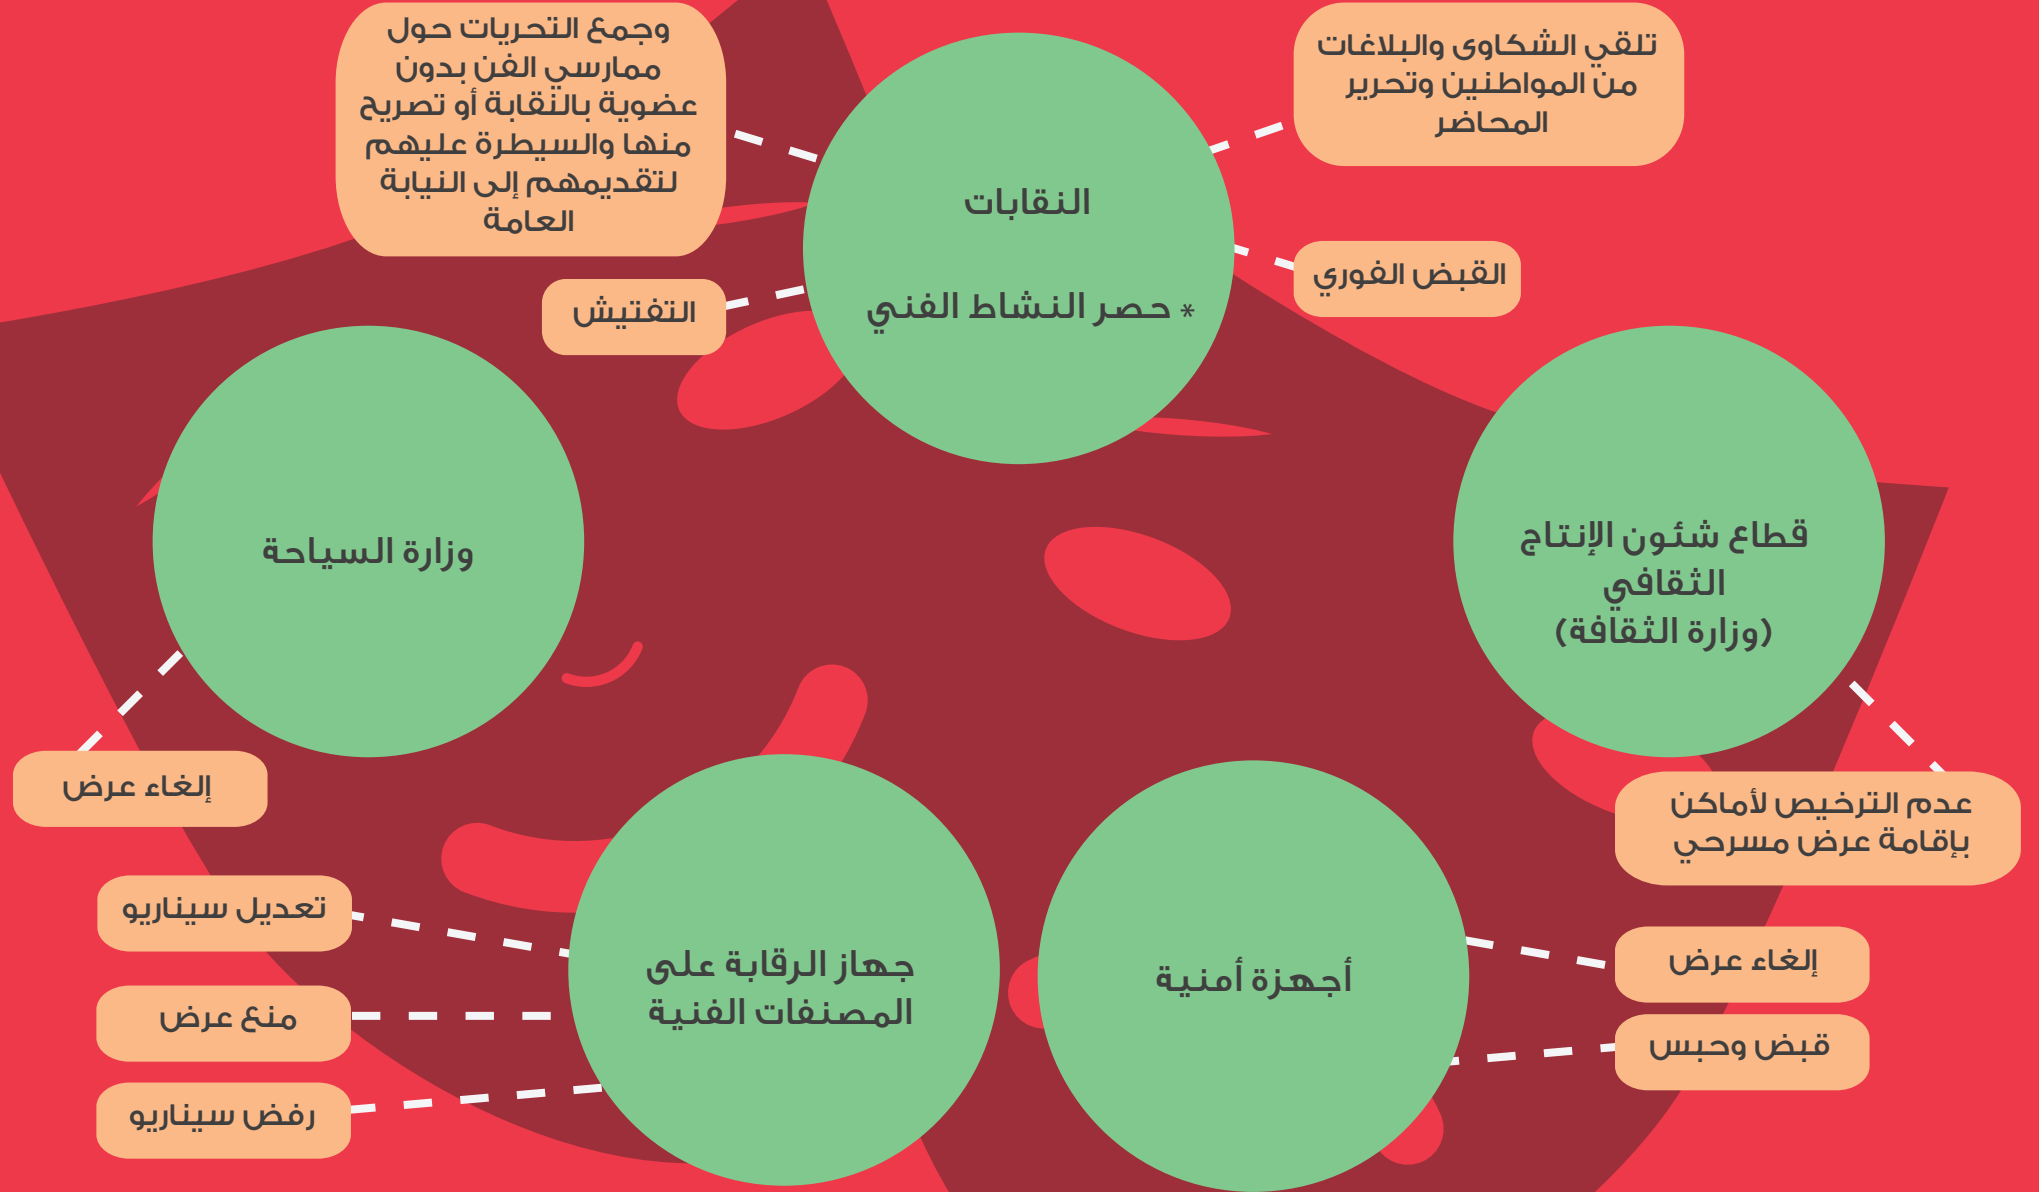 تلقي الشكاوى والبلاغات
من المواطنين وتحرير
المحاضر
وجمع التحريات حول
ممارسي الفن بدون
عضوية بالنقابة أو تصريح
منها والسيطرة عليهم
لتقديمهم إلى النيابة
العامة
النقابات
* حصر النشاط الفني
القبض الفوري
التفتيش
قطاع شئون الإنتاج
الثقافي
(وزارة الثقافة)
وزارة السياحة
عدم الترخيص لأماكن
بإقامة عرض مسرحي
إلغاء عرض
أجهزة أمنية
إلغاء عرض
قبض وحبس
جهاز الرقابة على
المصنفات الفنية
تعديل سيناريو
منع عرض
رفض سيناريو